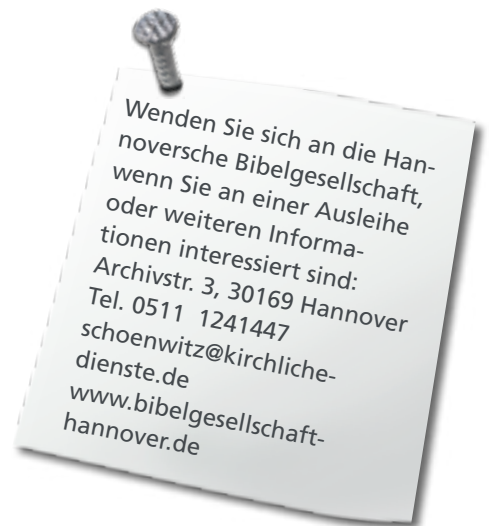 Wenden Sie sich an die Han-
noversche Bibelgesellschaft,
wenn Sie an einer Ausleihe
oder weiteren Informa-
tionen interessiert sind:
Archivstr. 3, 30169 Hannover
Tel. 0511  1241447
schoenwitz@kirchliche-
dienste.de
www.bibelgesellschaft-
hannover.de